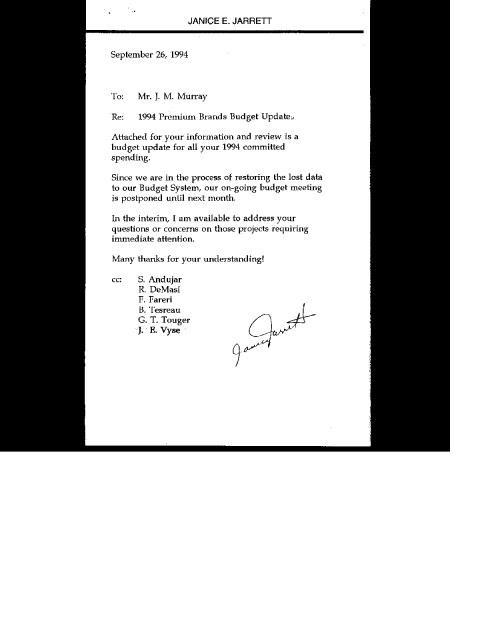 JANICE E. JARRETT
September 26, 1994
To: Mr. J. M. Murray
Re: 1994 Premium Brands Budget Update.
Attached for your information and review is a
budget update for all your 1994 committed
spending.
Since we are in the process of restoring the lost data
to our Budget System, our on-going budget meeting
is postponed until next month.
In the interim, I am available to address your
questions or concerns on those projects requiring
immediate attention.
Many thanks for your understanding!
cc: S. Andujar
R. DeMasi
F. Fareri
B. Tesreau
G. T. Touger
J. E. Vyse
Janice Jarrett